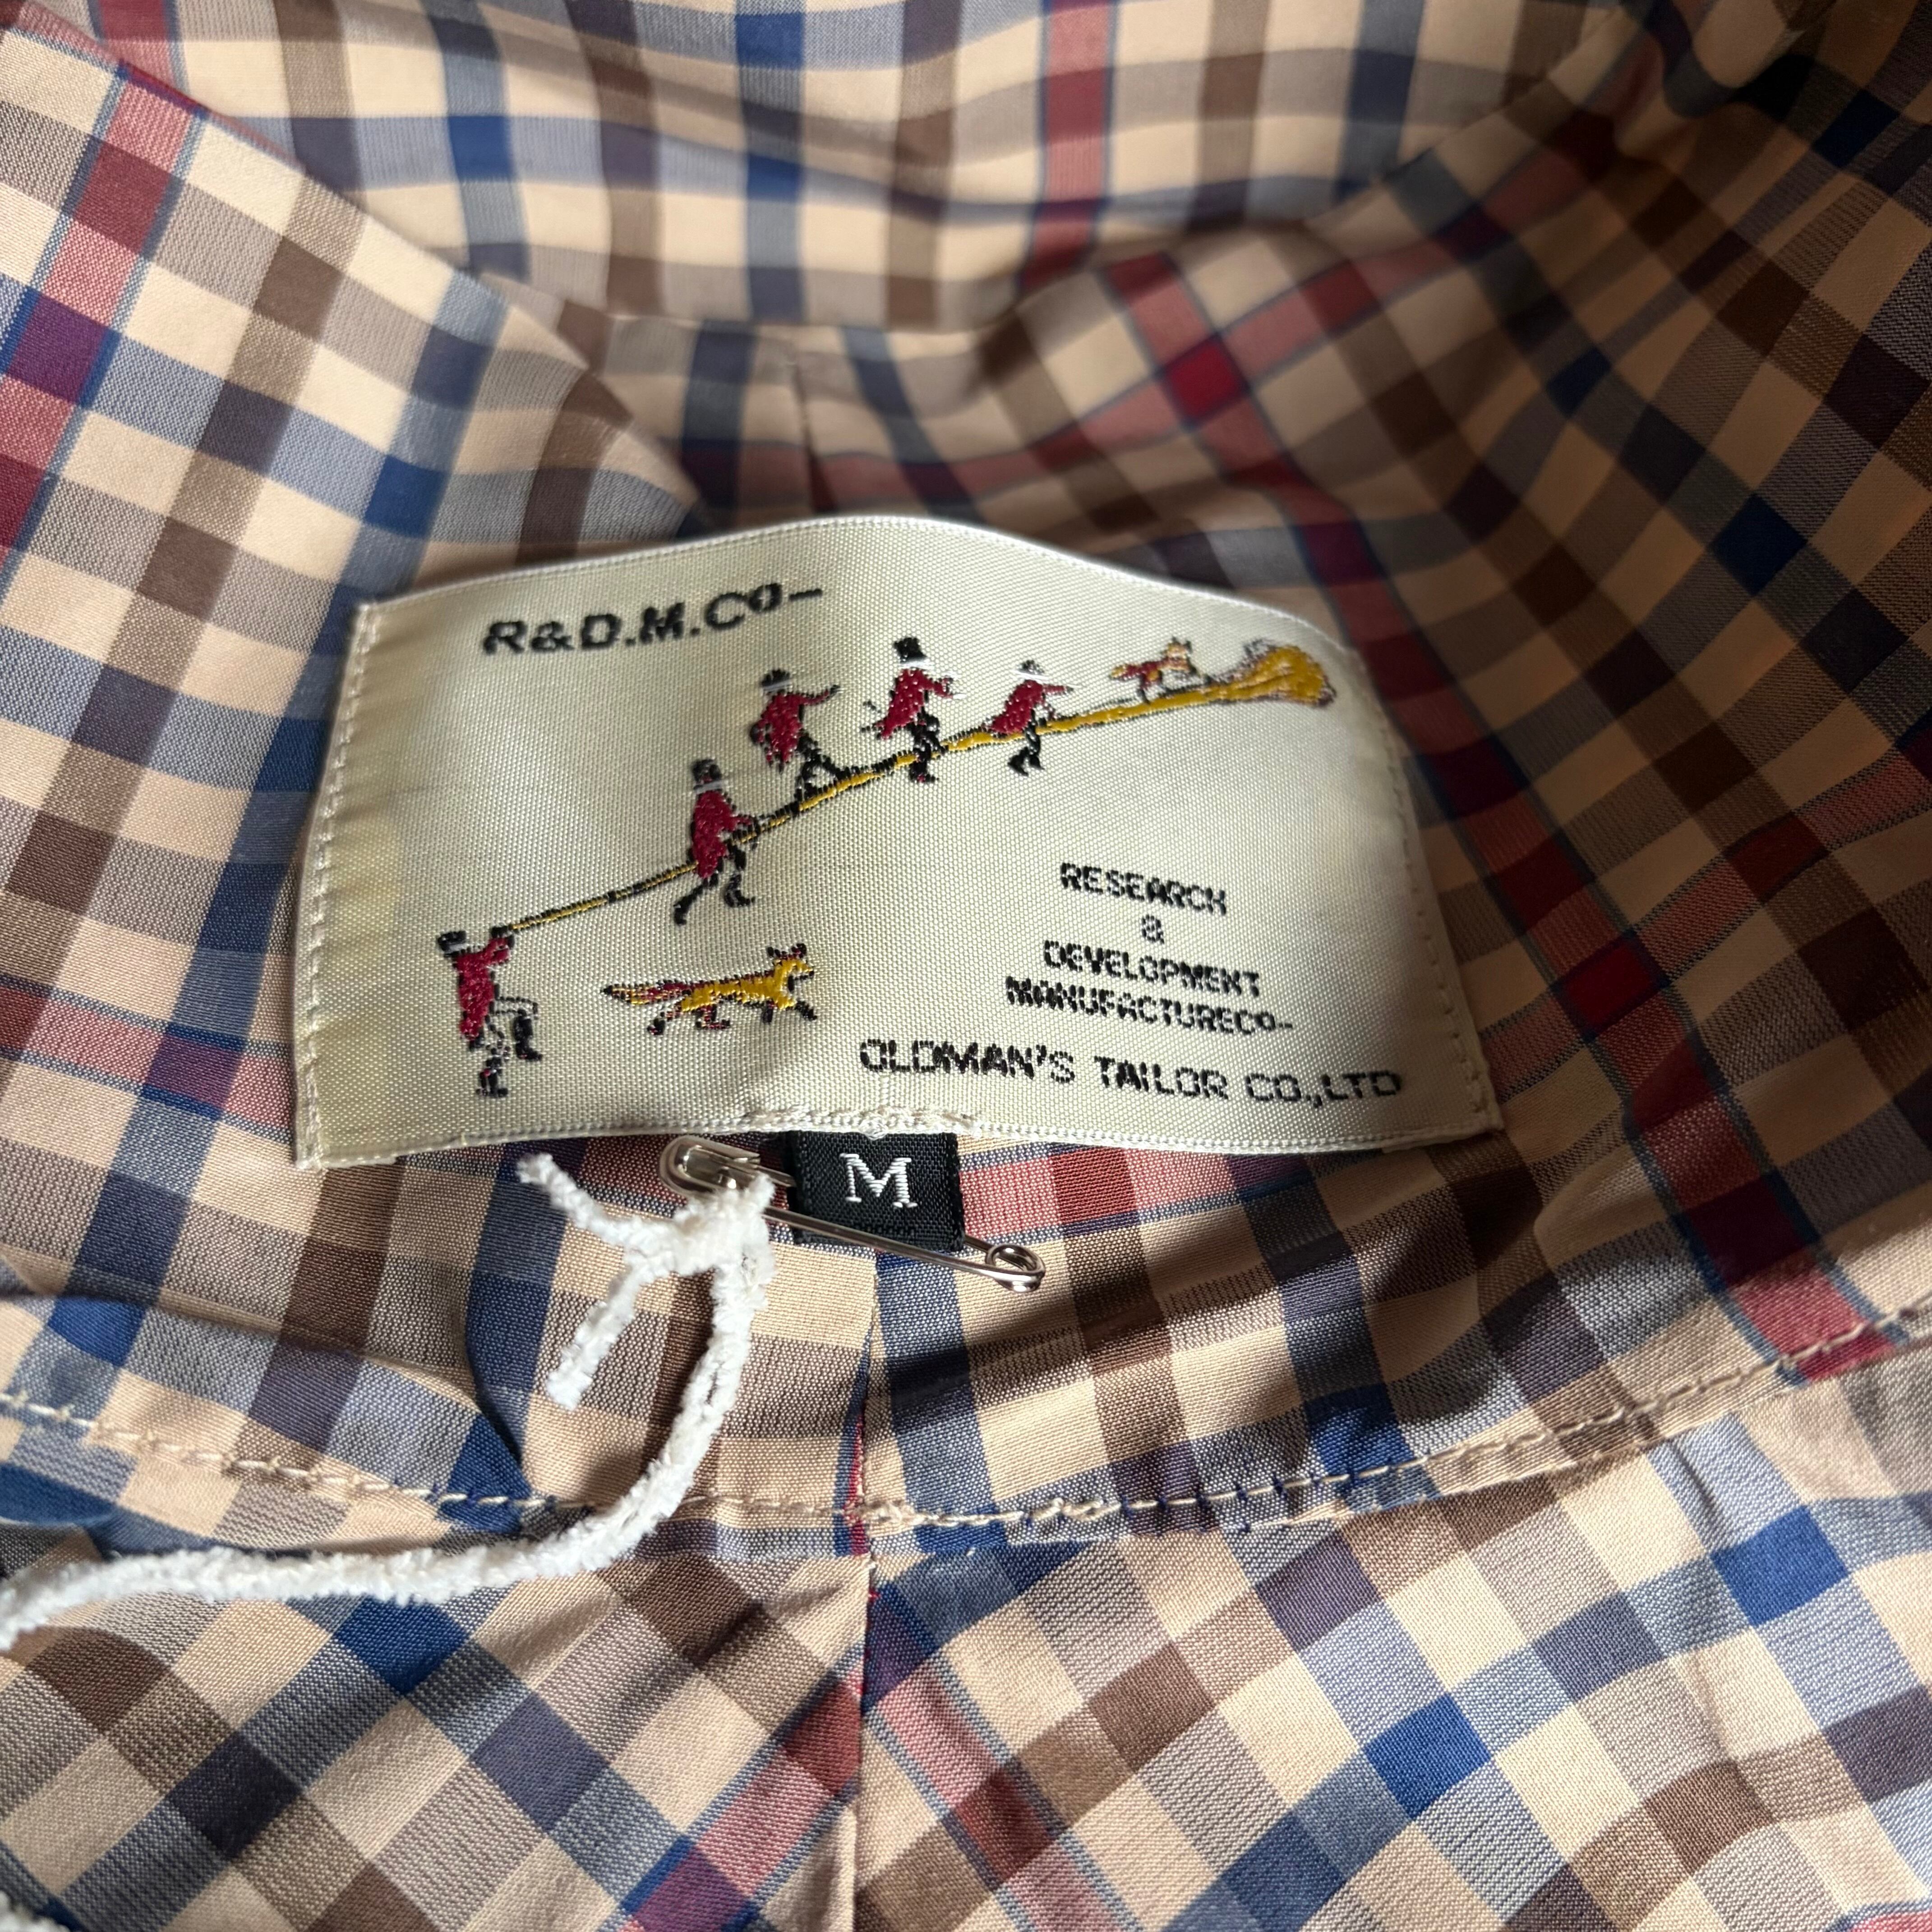 R&D.M.Co-
RESEARCH
&
DEVELOPMENT
MANUFACTURECo-
OLDMAN'S TAILOR CO.,LTD
M